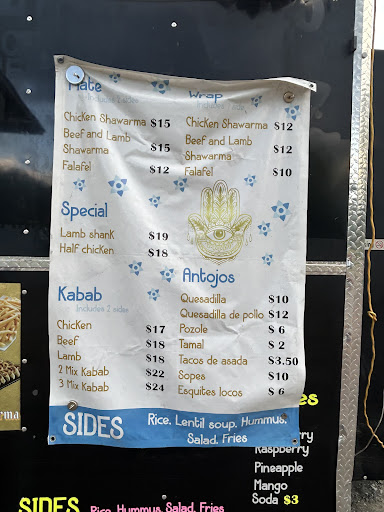 Plate
Includes 2 sides
Chicken Shawarma $15
Beef and Lamb
Shawarma $15
Falafel $12
Wrap
Chicken Shawarma $12
Beef and Lamb
Shawarma $12
Falafel $10
Special
Lamb shank $19
Half chicken $18
Kabab
Includes 2 sides
Chicken $17
Beef $18
Lamb $18
2 Mix Kabab $22
3 Mix Kabab $24
Antojos
Quesadilla $10
Quesadilla de pollo $12
Pozole $ 6
Tamal $ 2
Tacos de asada $3.50
Sopes $10
Esquites locos $ 6
SIDES
Rice, Lentil soup, Hummus,
Salad, Fries
Raspberry
Pineapple
Mango
Soda $3
SIDES Rice, Hummus, Salad, Fries